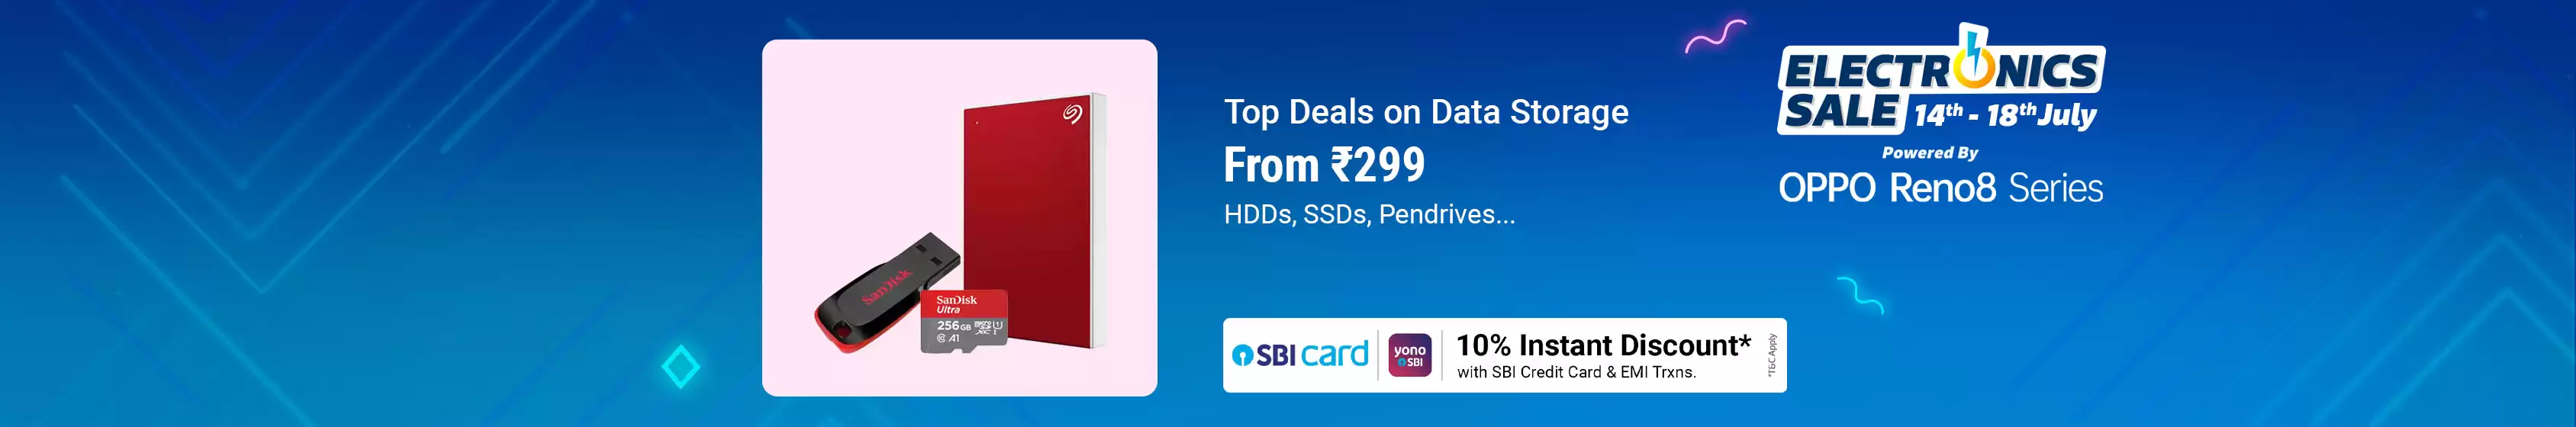 SanDisk
SanDisk
Ultra
256GB micro
XC I
A1
Top Deals on Data Storage
From ₹299
HDDs, SSDs, Pendrives...
SBI card
yono
SBI
10% Instant Discount*
with SBI Credit Card & EMI Trxns.
*T&C Apply
ELECTRONICS
SALE 14th - 18th July
Powered By
OPPO Reno8 Series